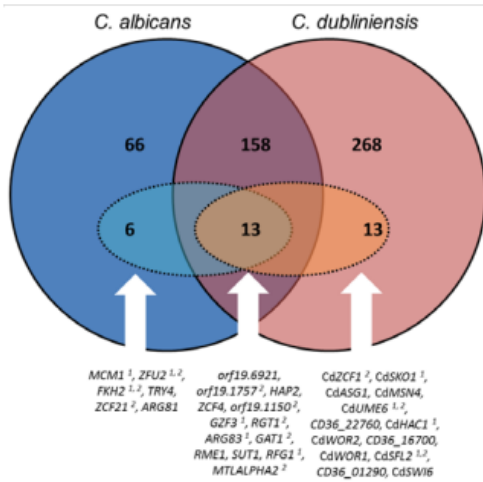 C. albicans C. dubliniensis
66 158 268
6 13 13
MCM1 ¹, ZFU2 ¹,²,
FKH2 ¹,², TRY4,
ZCF21 ², ARG81
orf19.6921,
orf19.1757 ², HAP2,
ZCF4, orf19.1150 ²,
GZF3 ¹, RGT1 ²,
ARG83 ¹, GAT1 ²,
RME1, SUT1, RFG1 ¹,
MTLALPHA2 ²
CdZCF1 ², CdSKO1 ¹,
CdASG1, CdMSN4,
CdUME6 ¹,²,
CD36_22760, CdHAC1 ¹,
CdWOR2, CD36_16700,
CdWOR1, CdSFL2 ¹,²,
CD36_01290, CdSWI6